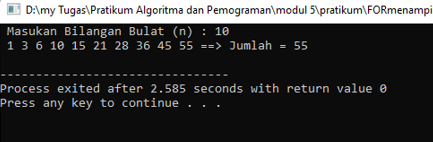 D:\my Tugas\Pratikum Algoritma dan Pemograman\modul 5\pratikum\FORmenampi
Masukan Bilangan Bulat (n) : 10
1 3 6 10 15 21 28 36 45 55 ==> Jumlah = 55
--------------------------------
Process exited after 2.585 seconds with return value 0
Press any key to continue . . .